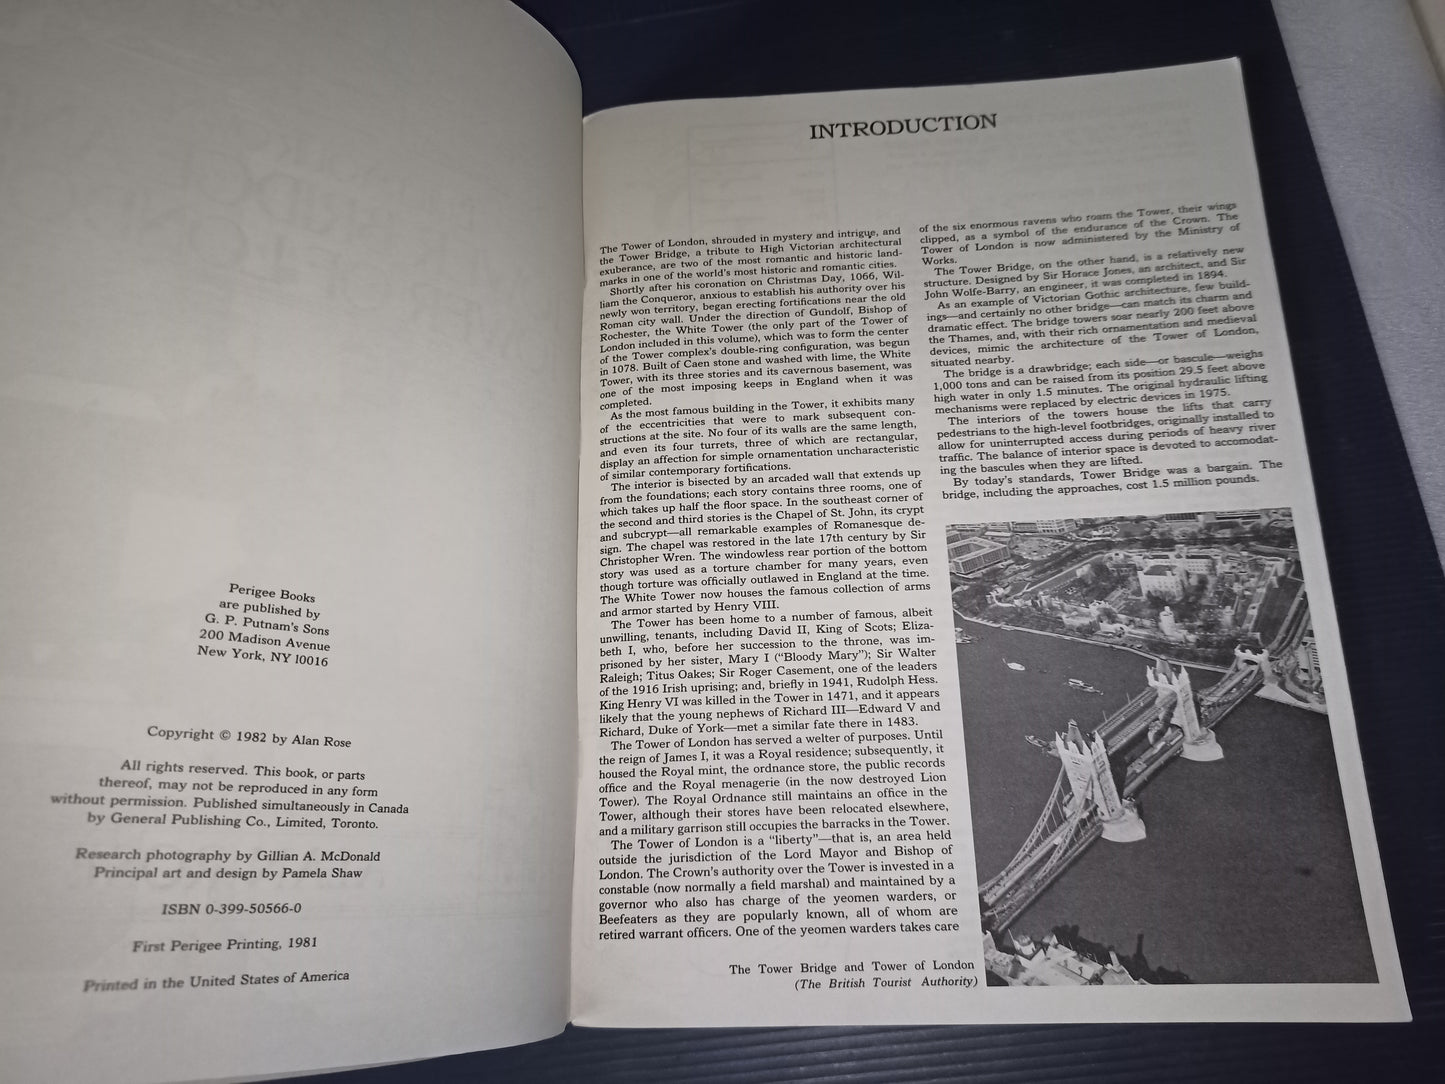 Perigee Books
are published by
G. P. Putnam's Sons
200 Madison Avenue
New York, NY 10016
Copyright © 1982 by Alan Rose
All rights reserved. This book, or parts
thereof, may not be reproduced in any form
without permission. Published simultaneously in Canada
by General Publishing Co., Limited, Toronto.
Research photography by Gillian A. McDonald
Principal art and design by Pamela Shaw
ISBN 0-399-50566-0
First Perigee Printing, 1981
Printed in the United States of America
INTRODUCTION
The Tower of London, shrouded in mystery and intrigue, and
the Tower Bridge, a tribute to High Victorian architectural
exuberance, are two of the most romantic and historic land-
marks in one of the world's most historic and romantic cities.
Shortly after his coronation on Christmas Day, 1066, Wil-
liam the Conqueror, anxious to establish his authority over his
newly won territory, began erecting fortifications near the old
Roman city wall. Under the direction of Gundolf, Bishop of
Rochester, the White Tower (the only part of the Tower of
London included in this volume), which was to form the center
of the Tower complex's double-ring configuration, was begun
in 1078. Built of Caen stone and washed with lime, the White
Tower, with its three stories and its cavernous basement, was
one of the most imposing keeps in England when it was
completed.
As the most famous building in the Tower, it exhibits many
of the eccentricities that were to mark subsequent con-
structions at the site. No four of its walls are the same length,
and even its four turrets, three of which are rectangular,
display an affection for simple ornamentation uncharacteristic
of similar contemporary fortifications.
The interior is bisected by an arcaded wall that extends up
from the foundations; each story contains three rooms, one of
which takes up half the floor space. In the southeast corner of
the second and third stories is the Chapel of St. John, its crypt
and subcrypt—all remarkable examples of Romanesque de-
sign. The chapel was restored in the late 17th century by Sir
Christopher Wren. The windowless rear portion of the bottom
story was used as a torture chamber for many years, even
though torture was officially outlawed in England at the time.
The White Tower now houses the famous collection of arms
and armor started by Henry VIII.
The Tower has been home to a number of famous, albeit
unwilling, tenants, including David II, King of Scots; Eliza-
beth I, who, before her succession to the throne, was im-
prisoned by her sister, Mary I ("Bloody Mary"); Sir Walter
Raleigh; Titus Oakes; Sir Roger Casement, one of the leaders
of the 1916 Irish uprising; and, briefly in 1941, Rudolph Hess.
King Henry VI was killed in the Tower in 1471, and it appears
likely that the young nephews of Richard III—Edward V and
Richard, Duke of York—met a similar fate there in 1483.
The Tower of London has served a welter of purposes. Until
the reign of James I, it was a Royal residence; subsequently, it
housed the Royal mint, the ordnance store, the public records
office and the Royal menagerie (in the now destroyed Lion
Tower). The Royal Ordnance still maintains an office in the
Tower, although their stores have been relocated elsewhere,
and a military garrison still occupies the barracks in the Tower.
The Tower of London is a "liberty"—that is, an area held
outside the jurisdiction of the Lord Mayor and Bishop of
London. The Crown's authority over the Tower is invested in a
constable (now normally a field marshal) and maintained by a
governor who also has charge of the yeomen warders, or
Beefeaters as they are popularly known, all of whom are
retired warrant officers. One of the yeomen warders takes care
of the six enormous ravens who roam the Tower, their wings
clipped, as a symbol of the endurance of the Crown. The
Tower of London is now administered by the Ministry of
Works.
The Tower Bridge, on the other hand, is a relatively new
structure. Designed by Sir Horace Jones, an architect, and Sir
John Wolfe-Barry, an engineer, it was completed in 1894.
As an example of Victorian Gothic architecture, few build-
ings—and certainly no other bridge—can match its charm and
dramatic effect. The bridge towers soar nearly 200 feet above
the Thames, and, with their rich ornamentation and medieval
devices, mimic the architecture of the Tower of London,
situated nearby.
The bridge is a drawbridge; each side—or bascule—weighs
1,000 tons and can be raised from its position 29.5 feet above
high water in only 1.5 minutes. The original hydraulic lifting
mechanisms were replaced by electric devices in 1975.
The interiors of the towers house the lifts that carry
pedestrians to the high-level footbridges, originally installed to
allow for uninterrupted access during periods of heavy river
traffic. The balance of interior space is devoted to accomodat-
ing the bascules when they are lifted.
By today's standards, Tower Bridge was a bargain. The
bridge, including the approaches, cost 1.5 million pounds.
The Tower Bridge and Tower of London
(The British Tourist Authority)